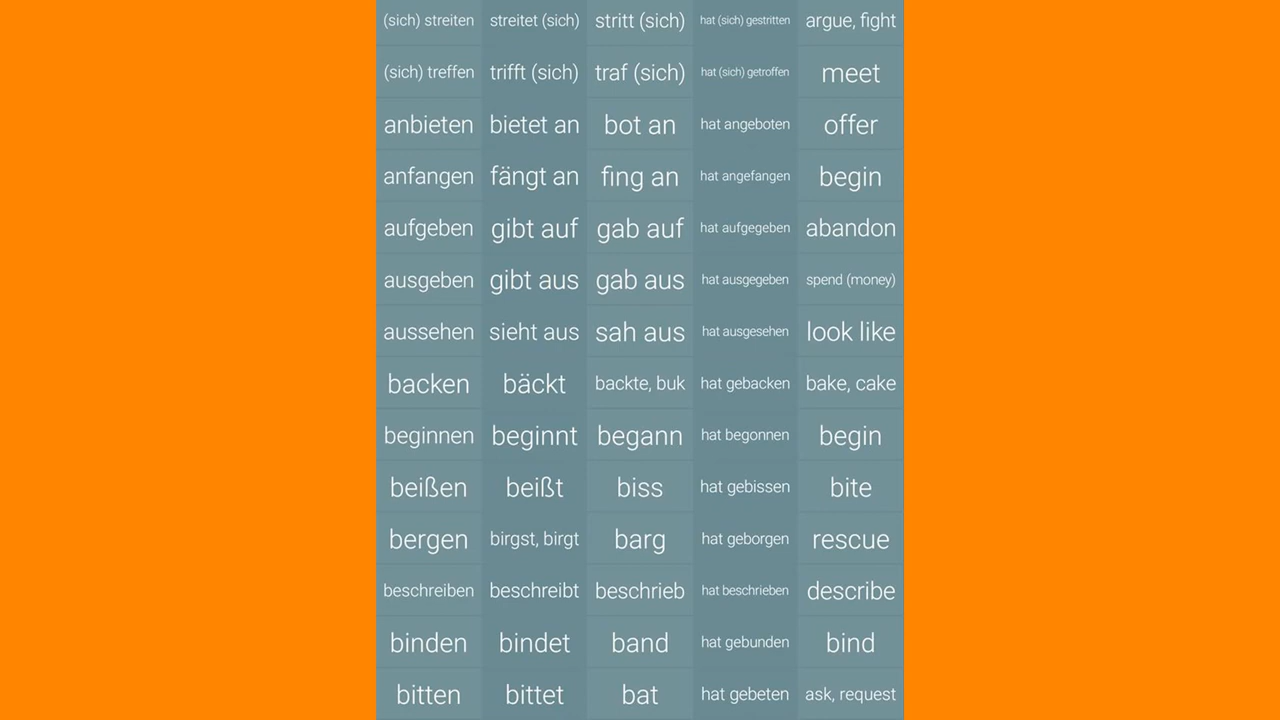 (sich) streiten streitet (sich) stritt (sich) hat (sich) gestritten argue, fight
(sich) treffen trifft (sich) traf (sich) hat (sich) getroffen meet
anbieten bietet an bot an hat angeboten offer
anfangen fängt an fing an hat angefangen begin
aufgeben gibt auf gab auf hat aufgegeben abandon
ausgeben gibt aus gab aus hat ausgegeben spend (money)
aussehen sieht aus sah aus hat ausgesehen look like
backen bäckt backte, buk hat gebacken bake, cake
beginnen beginnt begann hat begonnen begin
beißen beißt biss hat gebissen bite
bergen birgst, birgt barg hat geborgen rescue
beschreiben beschreibt beschrieb hat beschrieben describe
binden bindet band hat gebunden bind
bitten bittet bat hat gebeten ask, request